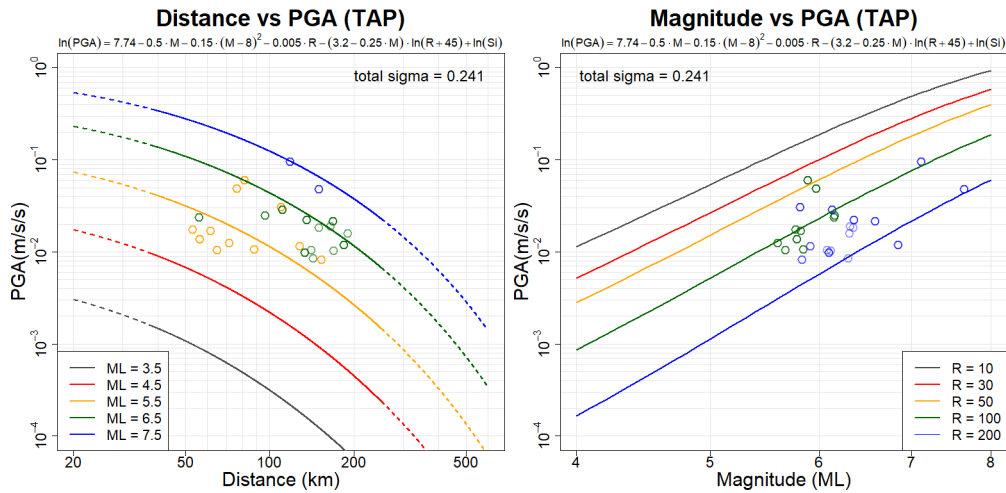 Distance vs PGA (TAP)
ln(PGA) = 7.74 − 0.5 · M − 0.15 · (M − 8)² − 0.005 · R − (3.2 − 0.25 · M) · ln(R + 45) + ln(Si)
total sigma = 0.241
PGA(m/s/s)
10⁰
10⁻¹
10⁻²
10⁻³
10⁻⁴
ML = 3.5
ML = 4.5
ML = 5.5
ML = 6.5
ML = 7.5
20 50 100 200 500
Distance (km)
Magnitude vs PGA (TAP)
ln(PGA) = 7.74 − 0.5 · M − 0.15 · (M − 8)² − 0.005 · R − (3.2 − 0.25 · M) · ln(R + 45) + ln(Si)
total sigma = 0.241
PGA(m/s/s)
10⁰
10⁻¹
10⁻²
10⁻³
10⁻⁴
R = 10
R = 30
R = 50
R = 100
R = 200
4 5 6 7 8
Magnitude (ML)